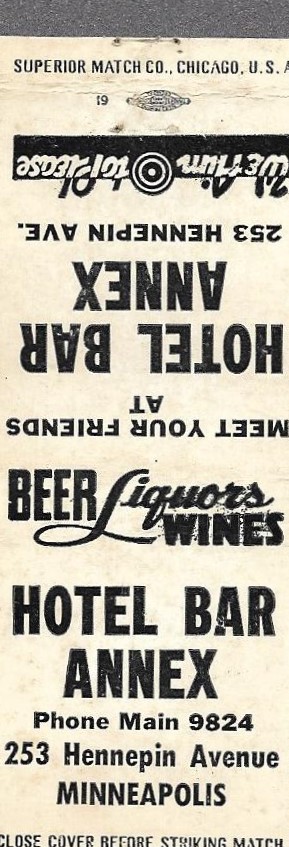 SUPERIOR MATCH CO., CHICAGO, U.S.
19
We Aim to Please
253 HENNEPIN AVE.
ANNEX
HOTEL BAR
AT
MEET YOUR FRIENDS
BEER Liquors
WINES
HOTEL BAR
ANNEX
Phone Main 9824
253 Hennepin Avenue
MINNEAPOLIS
CLOSE COVER BEFORE STRIKING MATCH